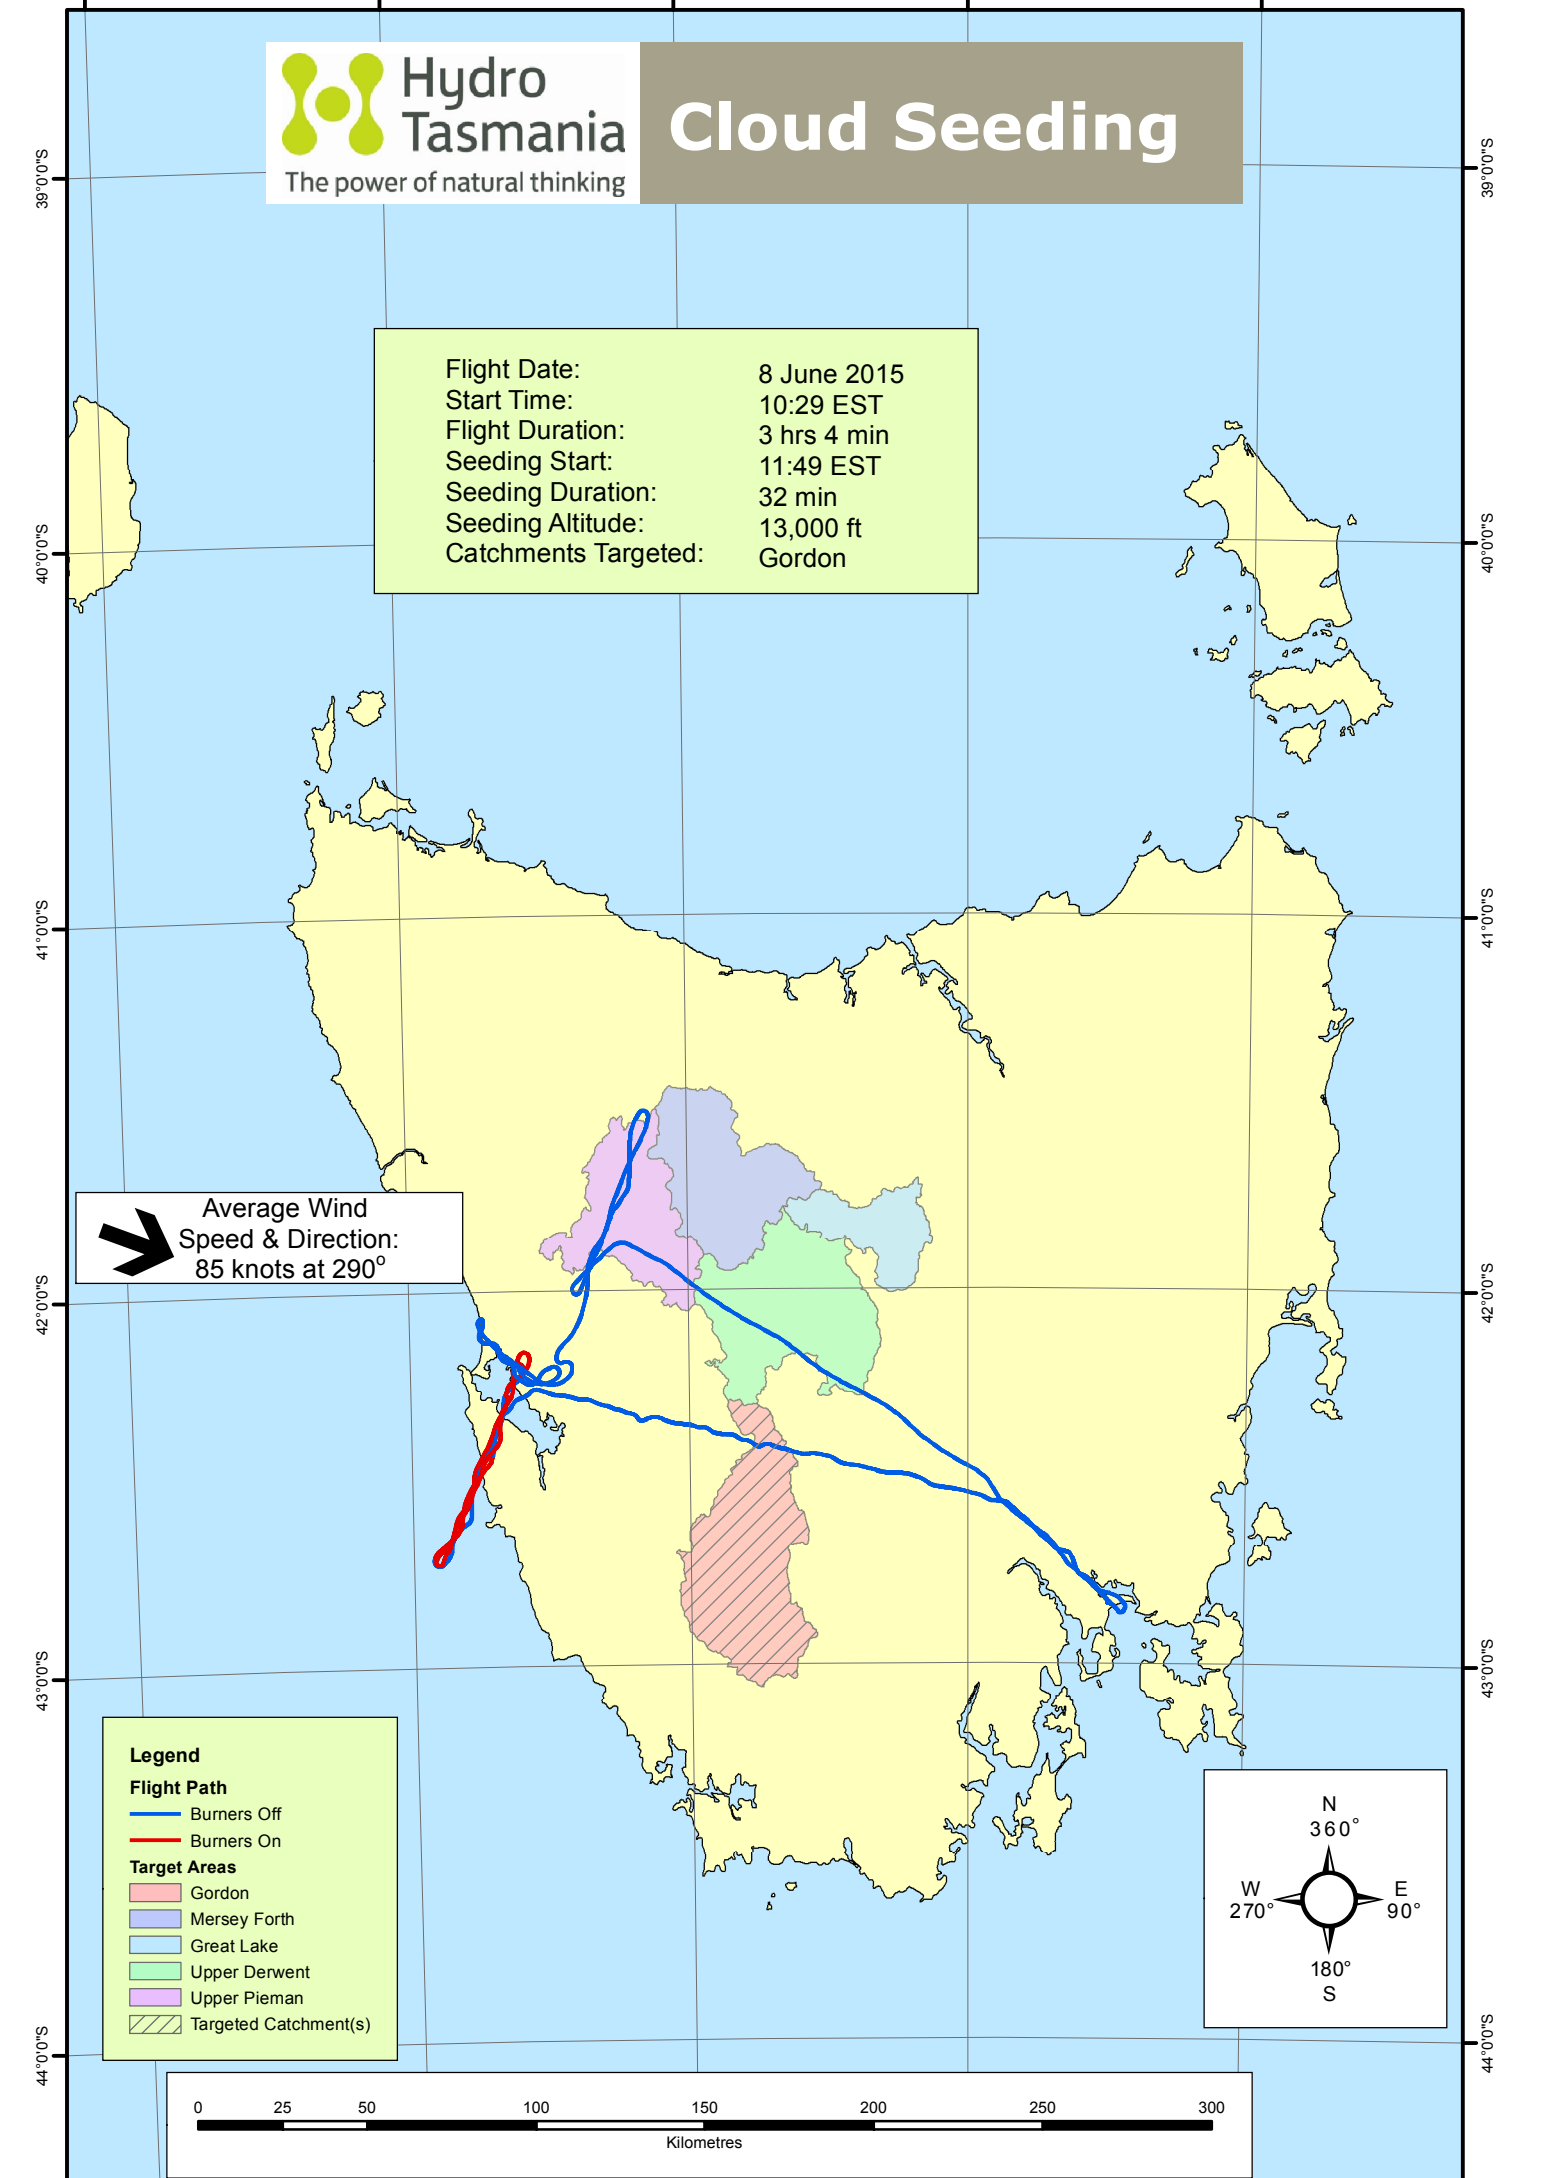 Hydro
Tasmania
The power of natural thinking
Cloud Seeding
39°0'0"S
39°0'0"S
Flight Date: 8 June 2015
Start Time: 10:29 EST
Flight Duration: 3 hrs 4 min
Seeding Start: 11:49 EST
Seeding Duration: 32 min
Seeding Altitude: 13,000 ft
Catchments Targeted: Gordon
40°0'0"S
40°0'0"S
41°0'0"S
41°0'0"S
Average Wind
Speed & Direction:
85 knots at 290°
42°0'0"S
42°0'0"S
43°0'0"S
43°0'0"S
Legend
Flight Path
Burners Off
Burners On
Target Areas
Gordon
Mersey Forth
Great Lake
Upper Derwent
Upper Pieman
Targeted Catchment(s)
N
360°
W
270°
E
90°
180°
S
44°0'0"S
44°0'0"S
0 25 50 100 150 200 250 300
Kilometres